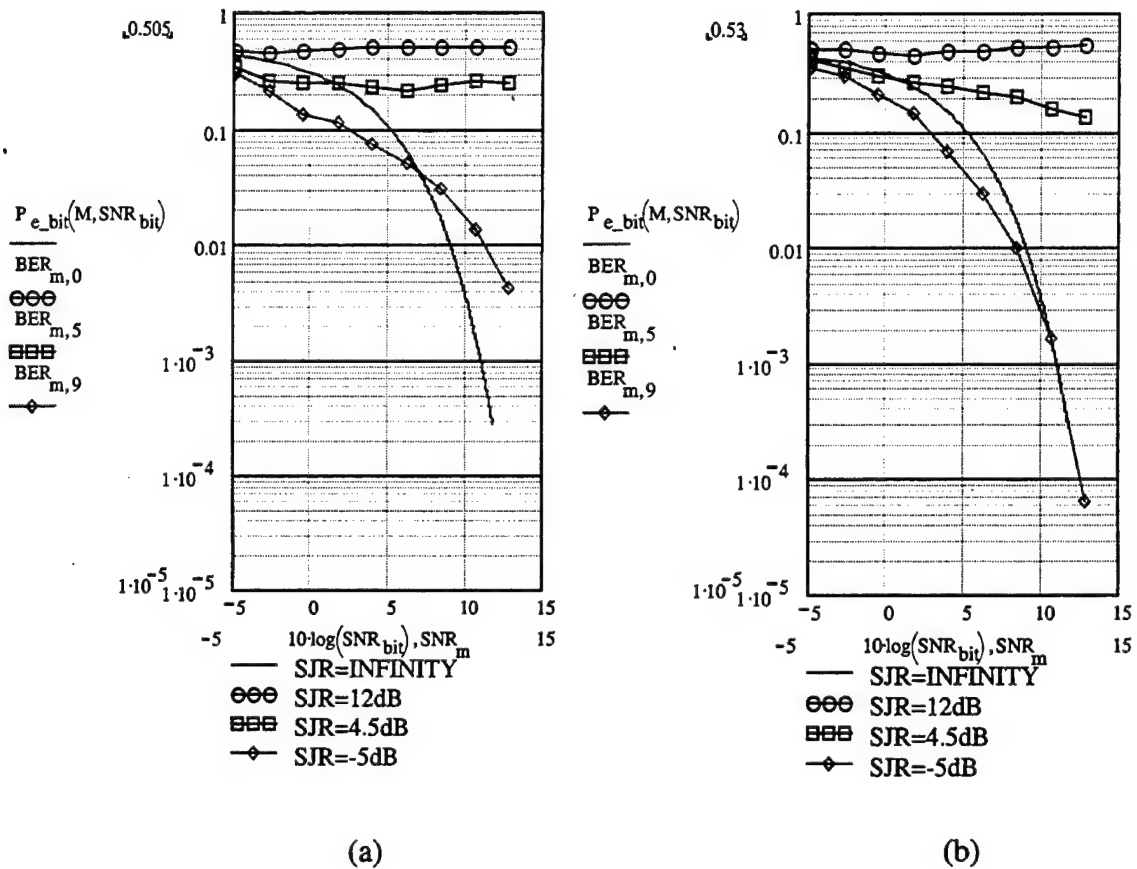 0.505
1
0.1
0.01
1·10^-3
1·10^-4
1·10^-5 1·10^-5
P_e_bit(M,SNR_bit)
BER_m,0
BER_m,5
BER_m,9
-5 0 5 10 15
-5 10·log(SNR_bit),SNR_m 15
SJR=INFINITY
SJR=12dB
SJR=4.5dB
SJR=-5dB
(a)
0.53
1
0.1
0.01
1·10^-3
1·10^-4
1·10^-5 1·10^-5
P_e_bit(M,SNR_bit)
BER_m,0
BER_m,5
BER_m,9
-5 0 5 10 15
-5 10·log(SNR_bit),SNR_m 15
SJR=INFINITY
SJR=12dB
SJR=4.5dB
SJR=-5dB
(b)